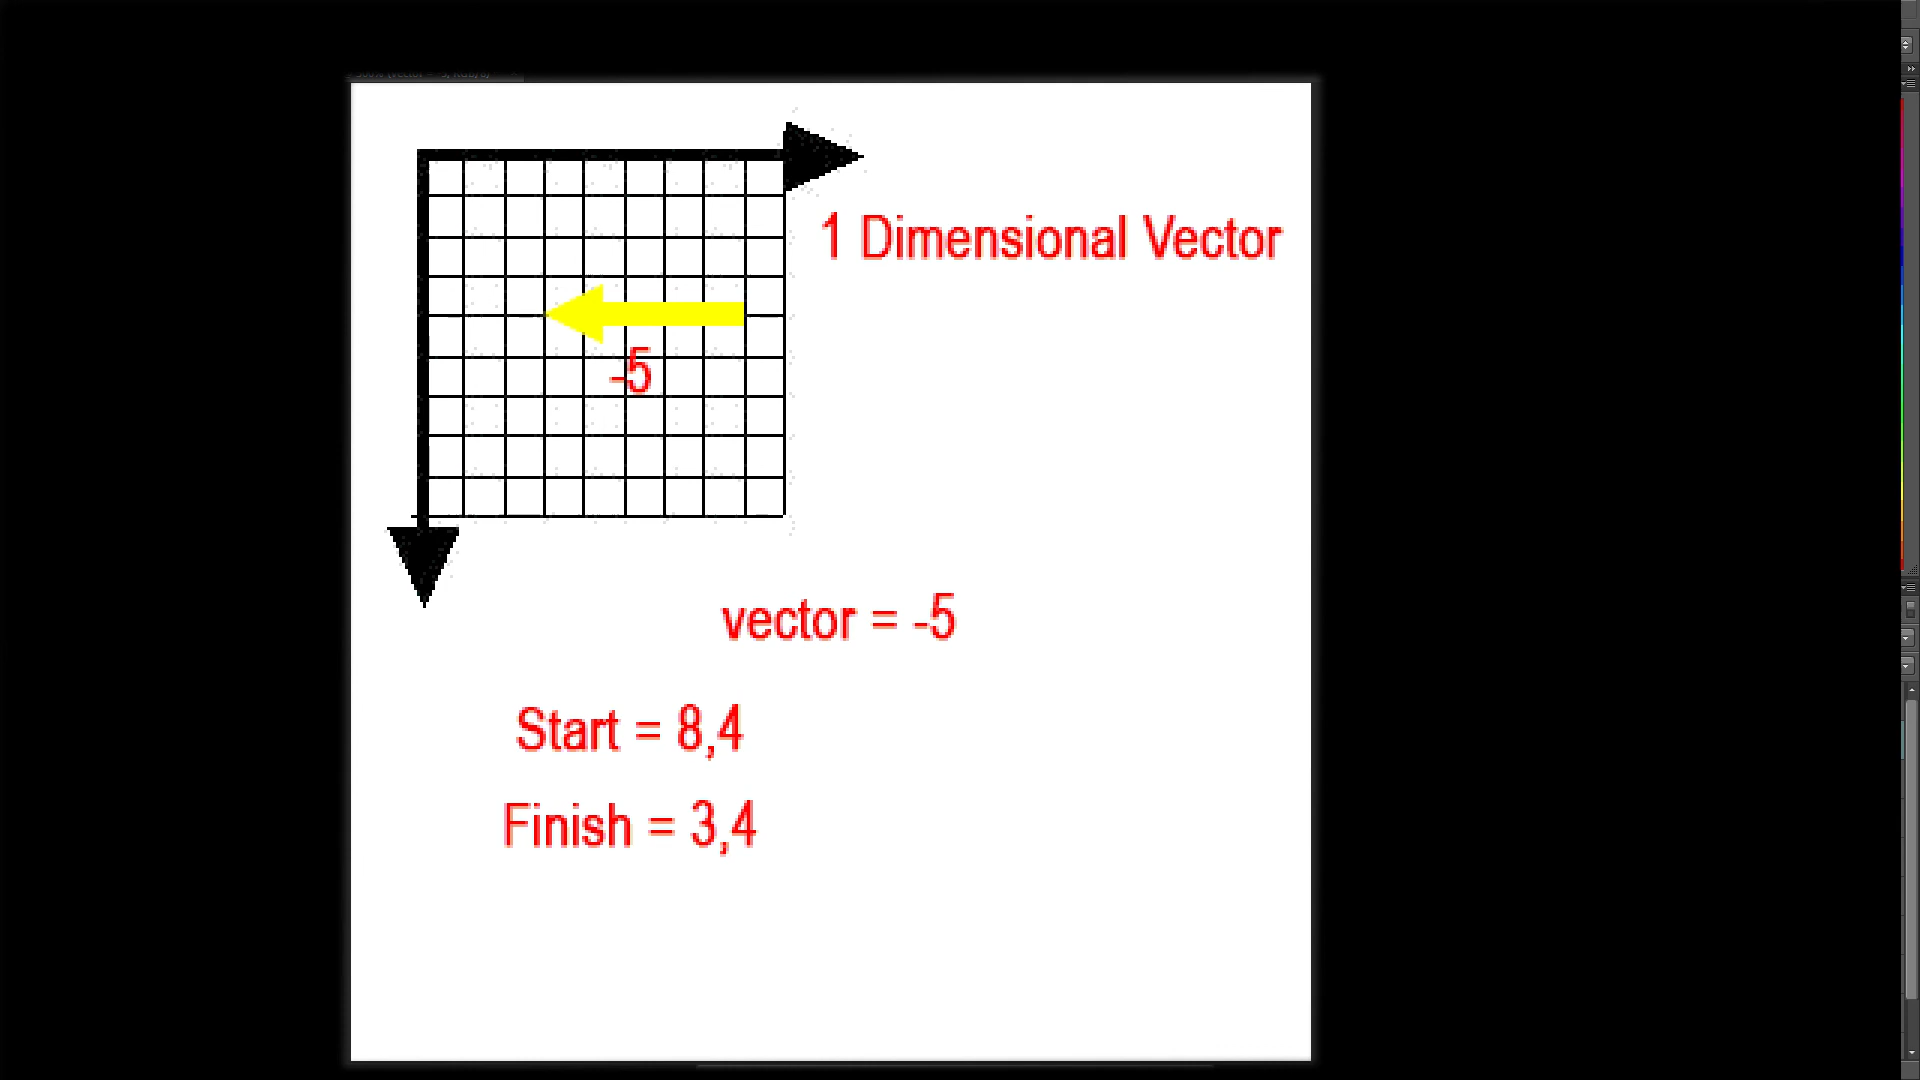 1 Dimensional Vector
-5
vector = -5
Start = 8,4
Finish = 3,4